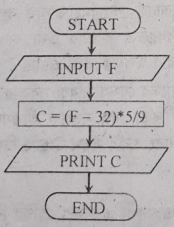 START
INPUT F
C = (F – 32)*5/9
PRINT C
END